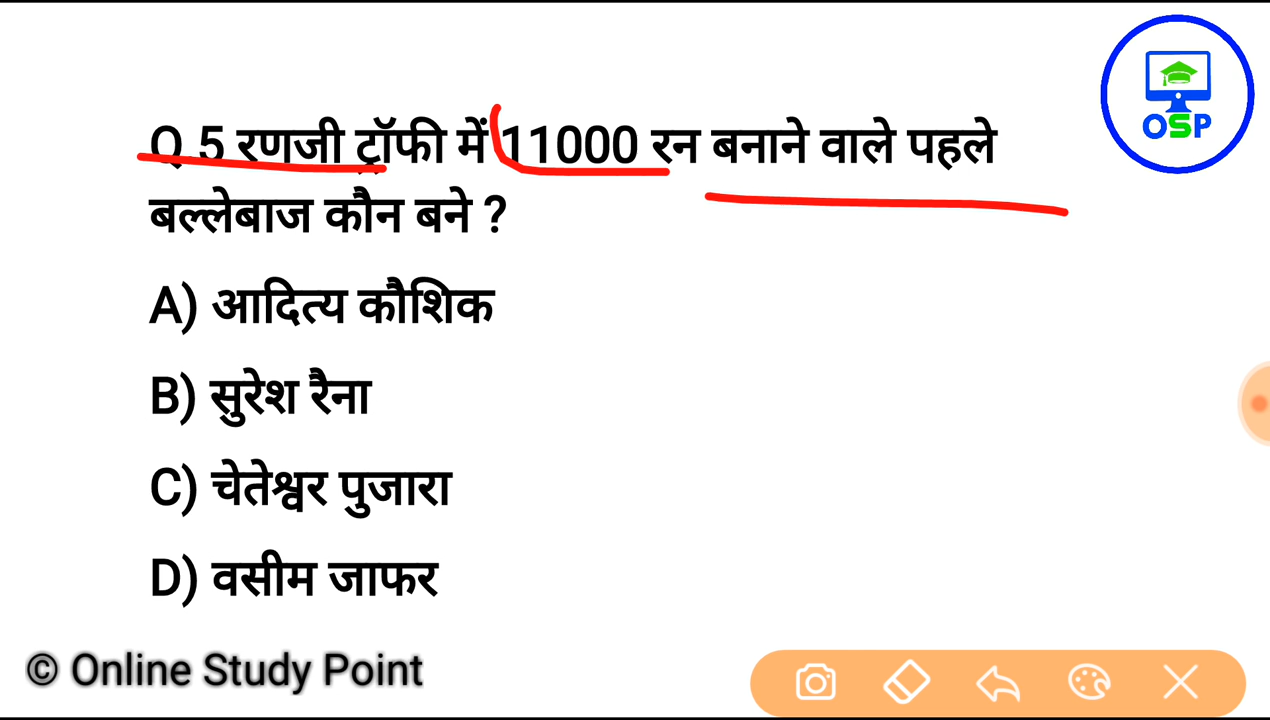 OSP
Q 5 रणजी ट्रॉफी में 11000 रन बनाने वाले पहले
बल्लेबाज कौन बने ?
A) आदित्य कौशिक
B) सुरेश रैना
C) चेतेश्वर पुजारा
D) वसीम जाफर
© Online Study Point